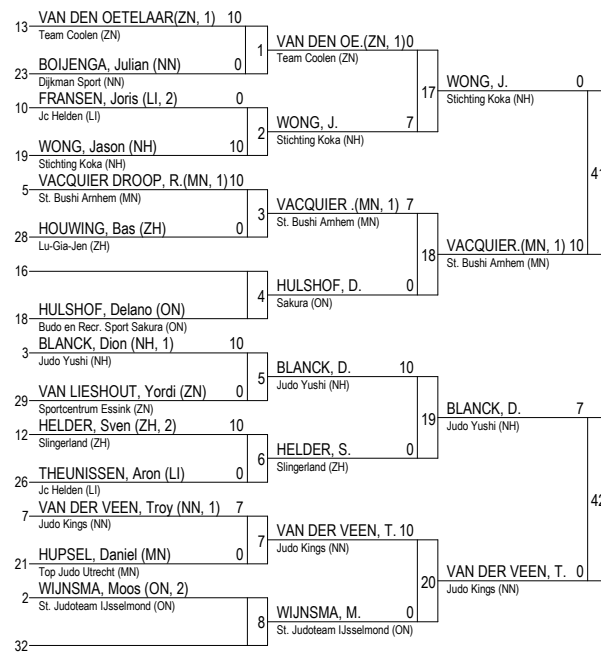 13 VAN DEN OETELAAR(ZN, 1) 10
Team Coolen (ZN)
1
23 BOIJENGA, Julian (NN) 0
Dijkman Sport (NN)
VAN DEN OE.(ZN, 1) 0
Team Coolen (ZN)
10 FRANSEN, Joris (LI, 2) 0
Jc Helden (LI)
2
19 WONG, Jason (NH) 10
Stichting Koka (NH)
WONG, J. 7
Stichting Koka (NH)
17
WONG, J. 0
Stichting Koka (NH)
5 VACQUIER DROOP, R.(MN, 1) 10
St. Bushi Arnhem (MN)
3
28 HOUWING, Bas (ZH) 0
Lu-Gia-Jen (ZH)
VACQUIER .(MN, 1) 7
St. Bushi Arnhem (MN)
16
4
18 HULSHOF, Delano (ON)
Budo en Recr. Sport Sakura (ON)
HULSHOF, D. 0
Sakura (ON)
18
VACQUIER.(MN, 1) 10
St. Bushi Arnhem (MN)
41
3 BLANCK, Dion (NH, 1) 10
Judo Yushi (NH)
5
29 VAN LIESHOUT, Yordi (ZN) 0
Sportcentrum Essink (ZN)
BLANCK, D. 10
Judo Yushi (NH)
12 HELDER, Sven (ZH, 2) 10
Slingerland (ZH)
6
26 THEUNISSEN, Aron (LI) 0
Jc Helden (LI)
HELDER, S. 0
Slingerland (ZH)
19
BLANCK, D. 7
Judo Yushi (NH)
7 VAN DER VEEN, Troy (NN, 1) 7
Judo Kings (NN)
7
21 HUPSEL, Daniel (MN) 0
Top Judo Utrecht (MN)
VAN DER VEEN, T. 10
Judo Kings (NN)
2 WIJNSMA, Moos (ON, 2)
St. Judoteam IJsselmond (ON)
8
32
WIJNSMA, M. 0
St. Judoteam IJsselmond (ON)
20
VAN DER VEEN, T. 0
Judo Kings (NN)
42